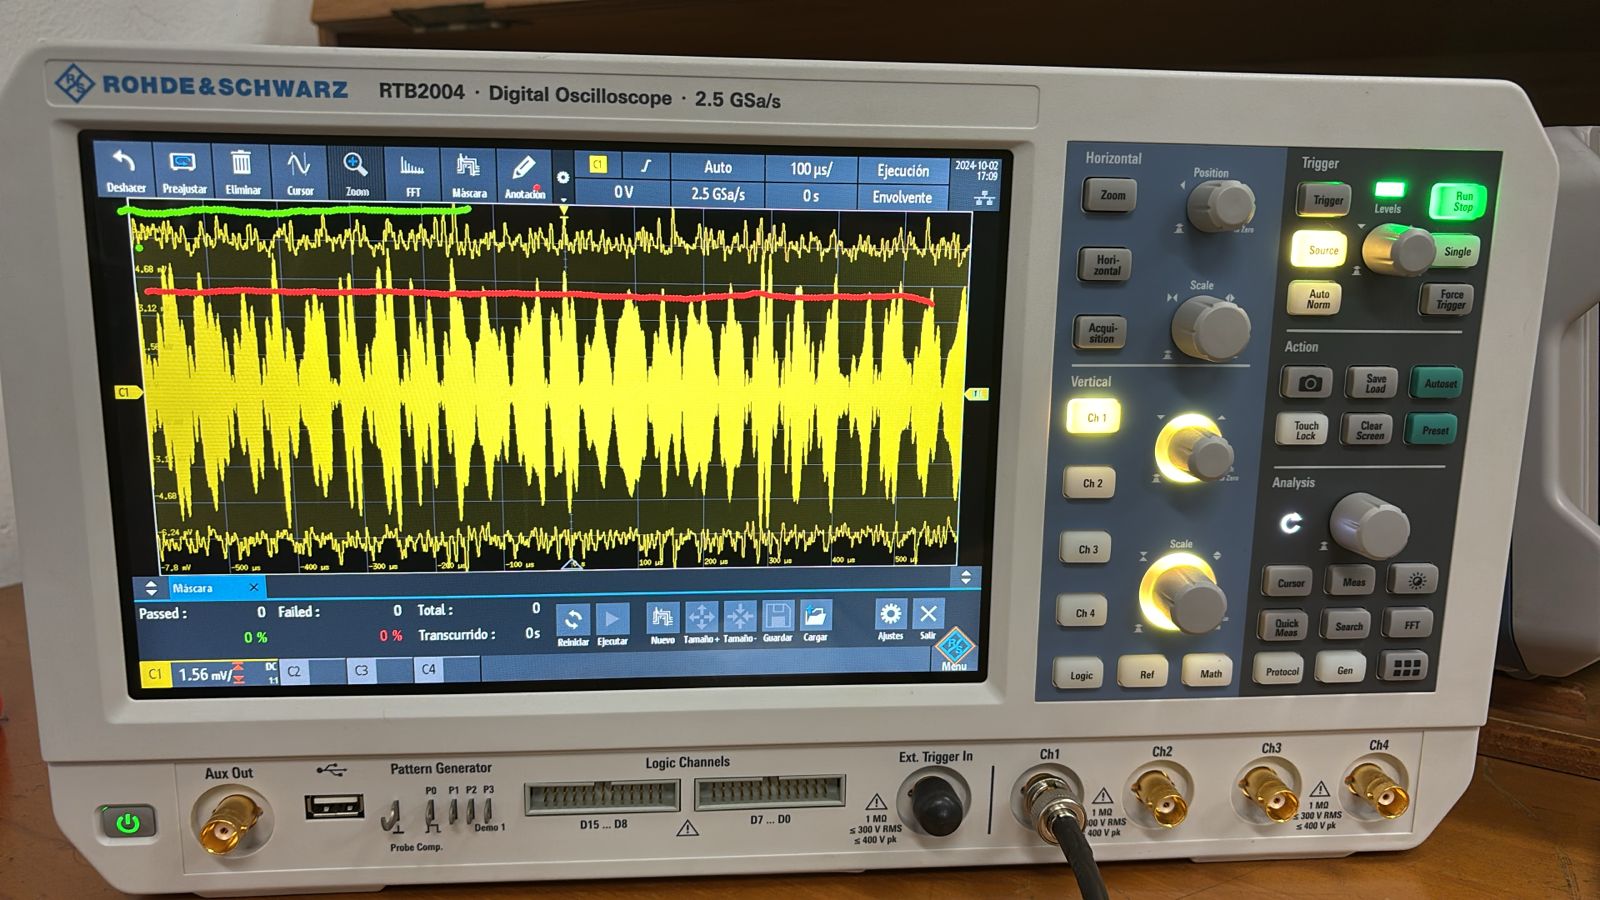 ROHDE & SCHWARZ RTB2004 · Digital Oscilloscope · 2.5 GSa/s
Deshacer Preajustar Eliminar Cursor Zoom FFT Máscara Anotación
C1 Auto 100 µs/ Ejecución 2024-10-02
17:09
0 V 2.5 GSa/s 0 s Envolvente
4.68 mV
3.12
C1
-3.1
-4.68
-6.24 mV
-7.8 mV -500 µs -400 µs -300 µs -200 µs -100 µs 0 s 100 µs 200 µs 300 µs 400 µs 500 µs
Máscara
Passed : 0 Failed : 0 Total : 0
0 % 0 % Transcurrido : 0s
Reiniciar Ejecutar Nuevo Tamaño+ Tamaño- Guardar Cargar Ajustes Salir
C1 1.56 mV/ DC
1:1
C2 C3 C4
Menu
Horizontal
Position
Zoom
to Zero
Hori-
zontal
Scale
Acqui-
sition
Vertical
Ch 1
Ch 2
Ch 3
Scale
Ch 4
Logic Ref Math
Trigger
Trigger
Levels
Run
Stop
Source
Single
Auto
Norm
Force
Trigger
Action
Save
Load
Autoset
Touch
Lock
Clear
Screen
Preset
Analysis
Cursor Meas
Quick
Meas
Search FFT
Protocol Gen
Aux Out
Pattern Generator
P0 P1 P2 P3
Demo 1
Probe Comp.
Logic Channels
D15 ... D8
D7 ... D0
Ext. Trigger In
1 MΩ
≤ 300 V RMS
≤ 400 V pk
Ch1 Ch2 Ch3 Ch4
1 MΩ
300 V RMS
400 V pk
1 MΩ
≤ 300 V RMS
≤ 400 V pk